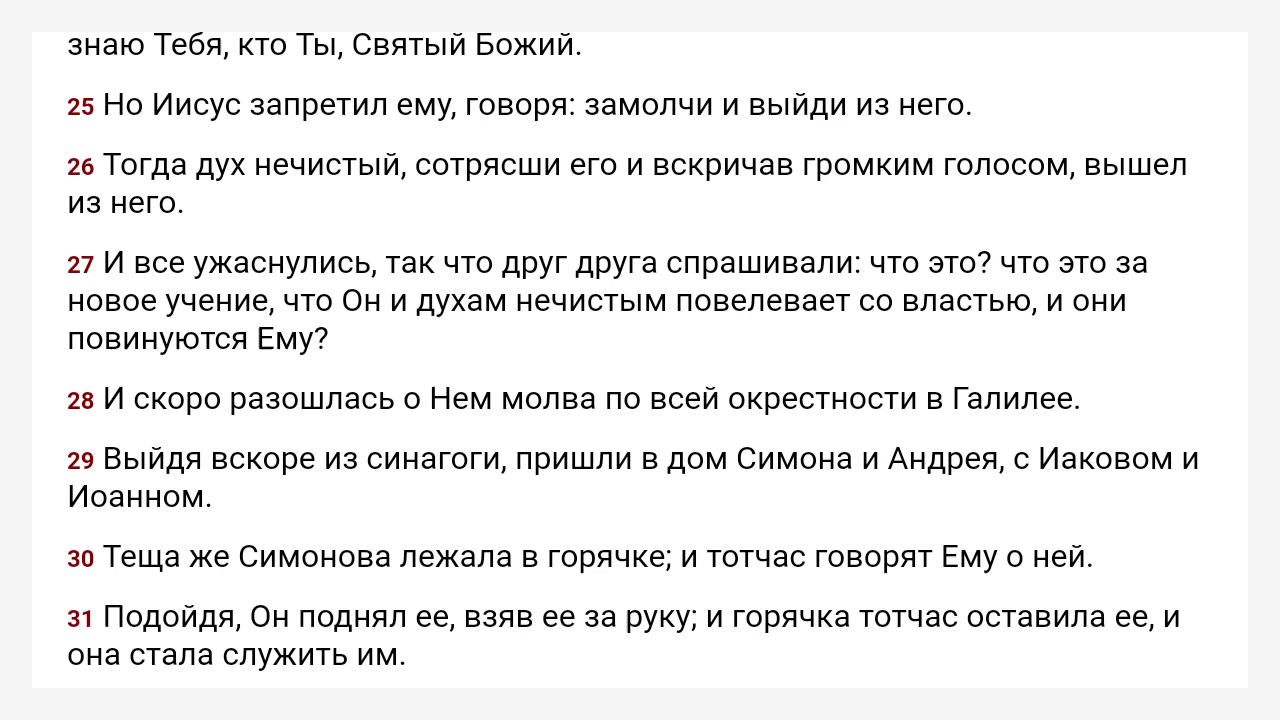 знаю Тебя, кто Ты, Святый Божий.
25 Но Иисус запретил ему, говоря: замолчи и выйди из него.
26 Тогда дух нечистый, сотрясши его и вскричав громким голосом, вышел
из него.
27 И все ужаснулись, так что друг друга спрашивали: что это? что это за
новое учение, что Он и духам нечистым повелевает со властью, и они
повинуются Ему?
28 И скоро разошлась о Нем молва по всей окрестности в Галилее.
29 Выйдя вскоре из синагоги, пришли в дом Симона и Андрея, с Иаковом и
Иоанном.
30 Теща же Симонова лежала в горячке; и тотчас говорят Ему о ней.
31 Подойдя, Он поднял ее, взяв ее за руку; и горячка тотчас оставила ее, и
она стала служить им.